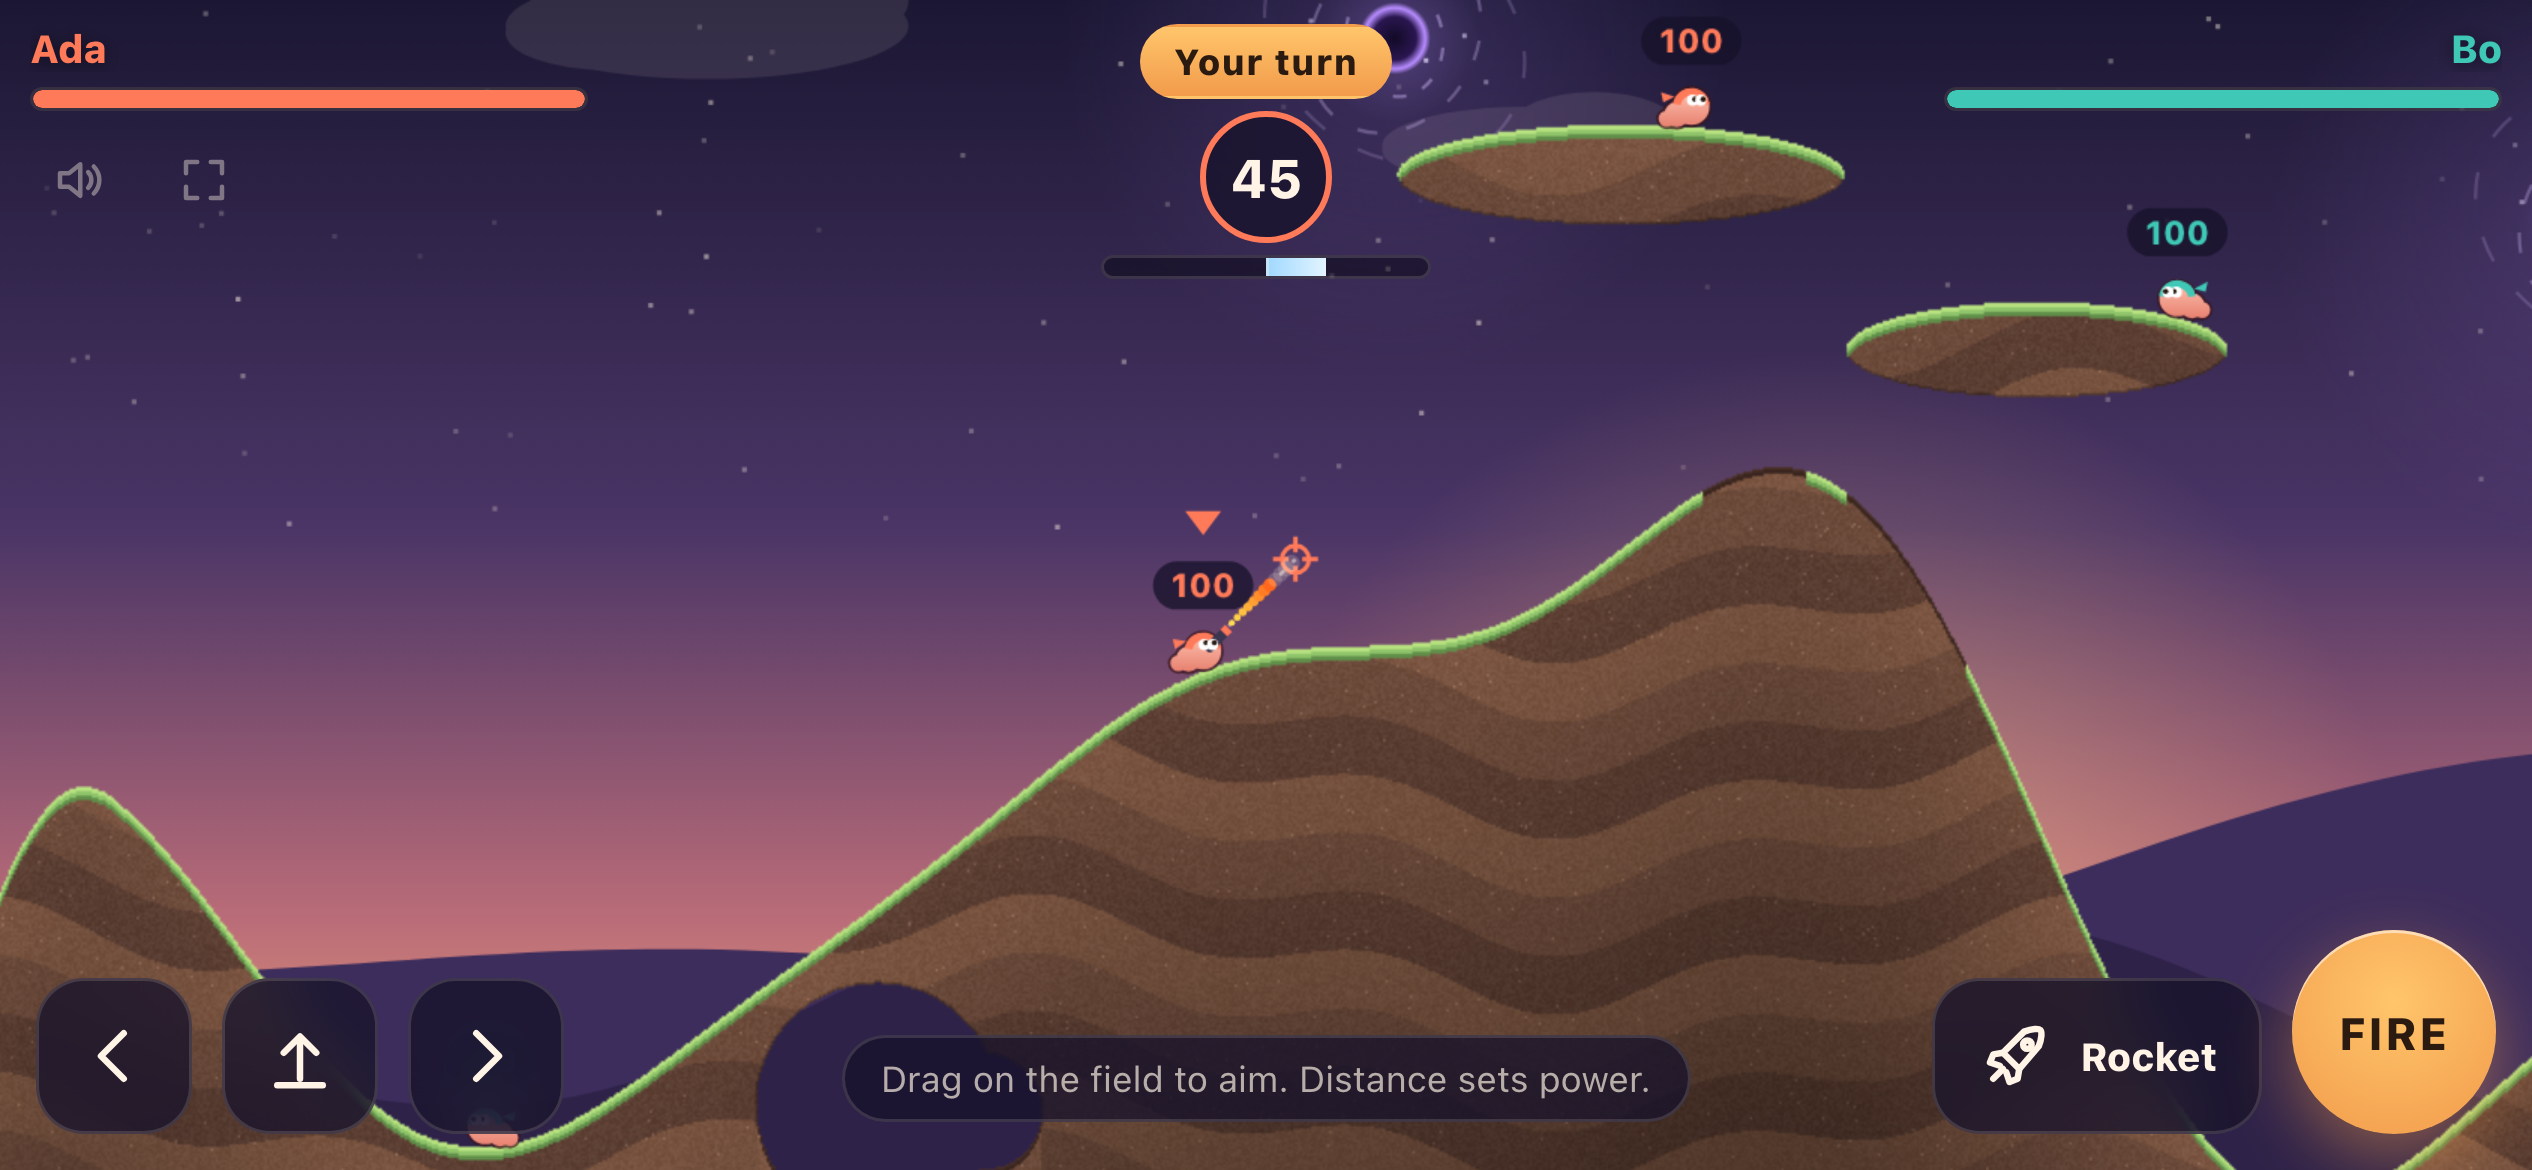 Ada
Your turn
100
Bo
45
100
100
Drag on the field to aim. Distance sets power.
Rocket
FIRE